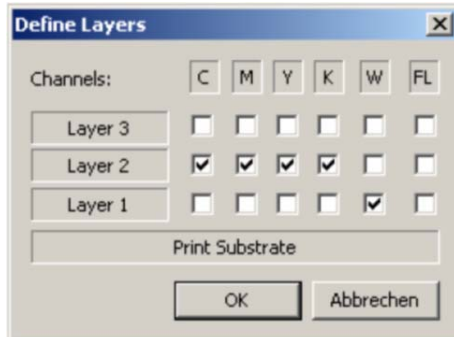 Define Layers
Channels: C M Y K W FL
Layer 3
Layer 2
Layer 1
Print Substrate
OK Abbrechen